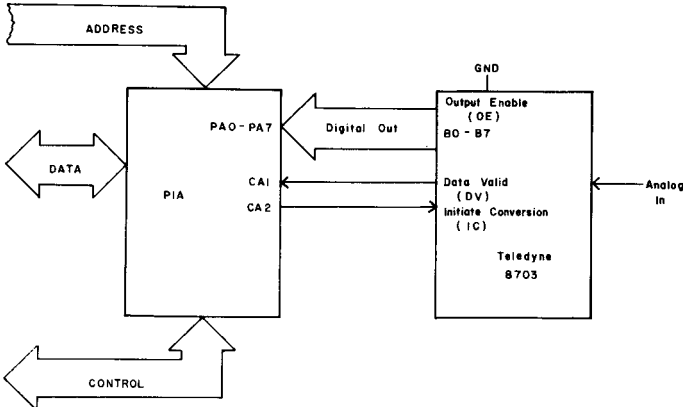 ADDRESS
GND
Output Enable
(OE)
PA0-PA7
Digital Out
B0-B7
DATA
CA1
Data Valid
(DV)
Analog
In
PIA
CA2
Initiate Conversion
(IC)
Teledyne
8703
CONTROL